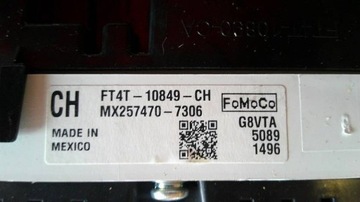 CH
FT4T-10849-CH
MX257470-7306
FoMoCo
MADE IN
MEXICO
G8VTA
5089
1496